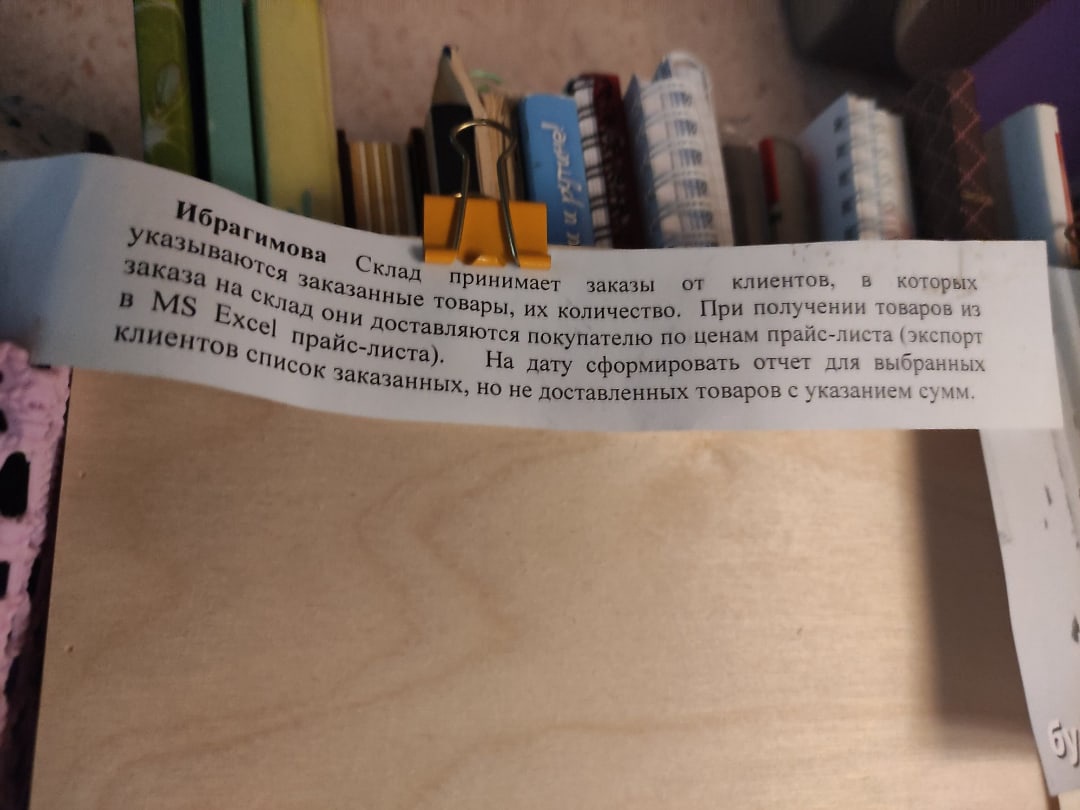 Ибрагимова Склад принимает заказы от клиентов, в которых
указываются заказанные товары, их количество. При получении товаров из
заказа на склад они доставляются покупателю по ценам прайс-листа (экспорт
в MS Excel прайс-листа). На дату сформировать отчет для выбранных
клиентов список заказанных, но не доставленных товаров с указанием сумм.
бу